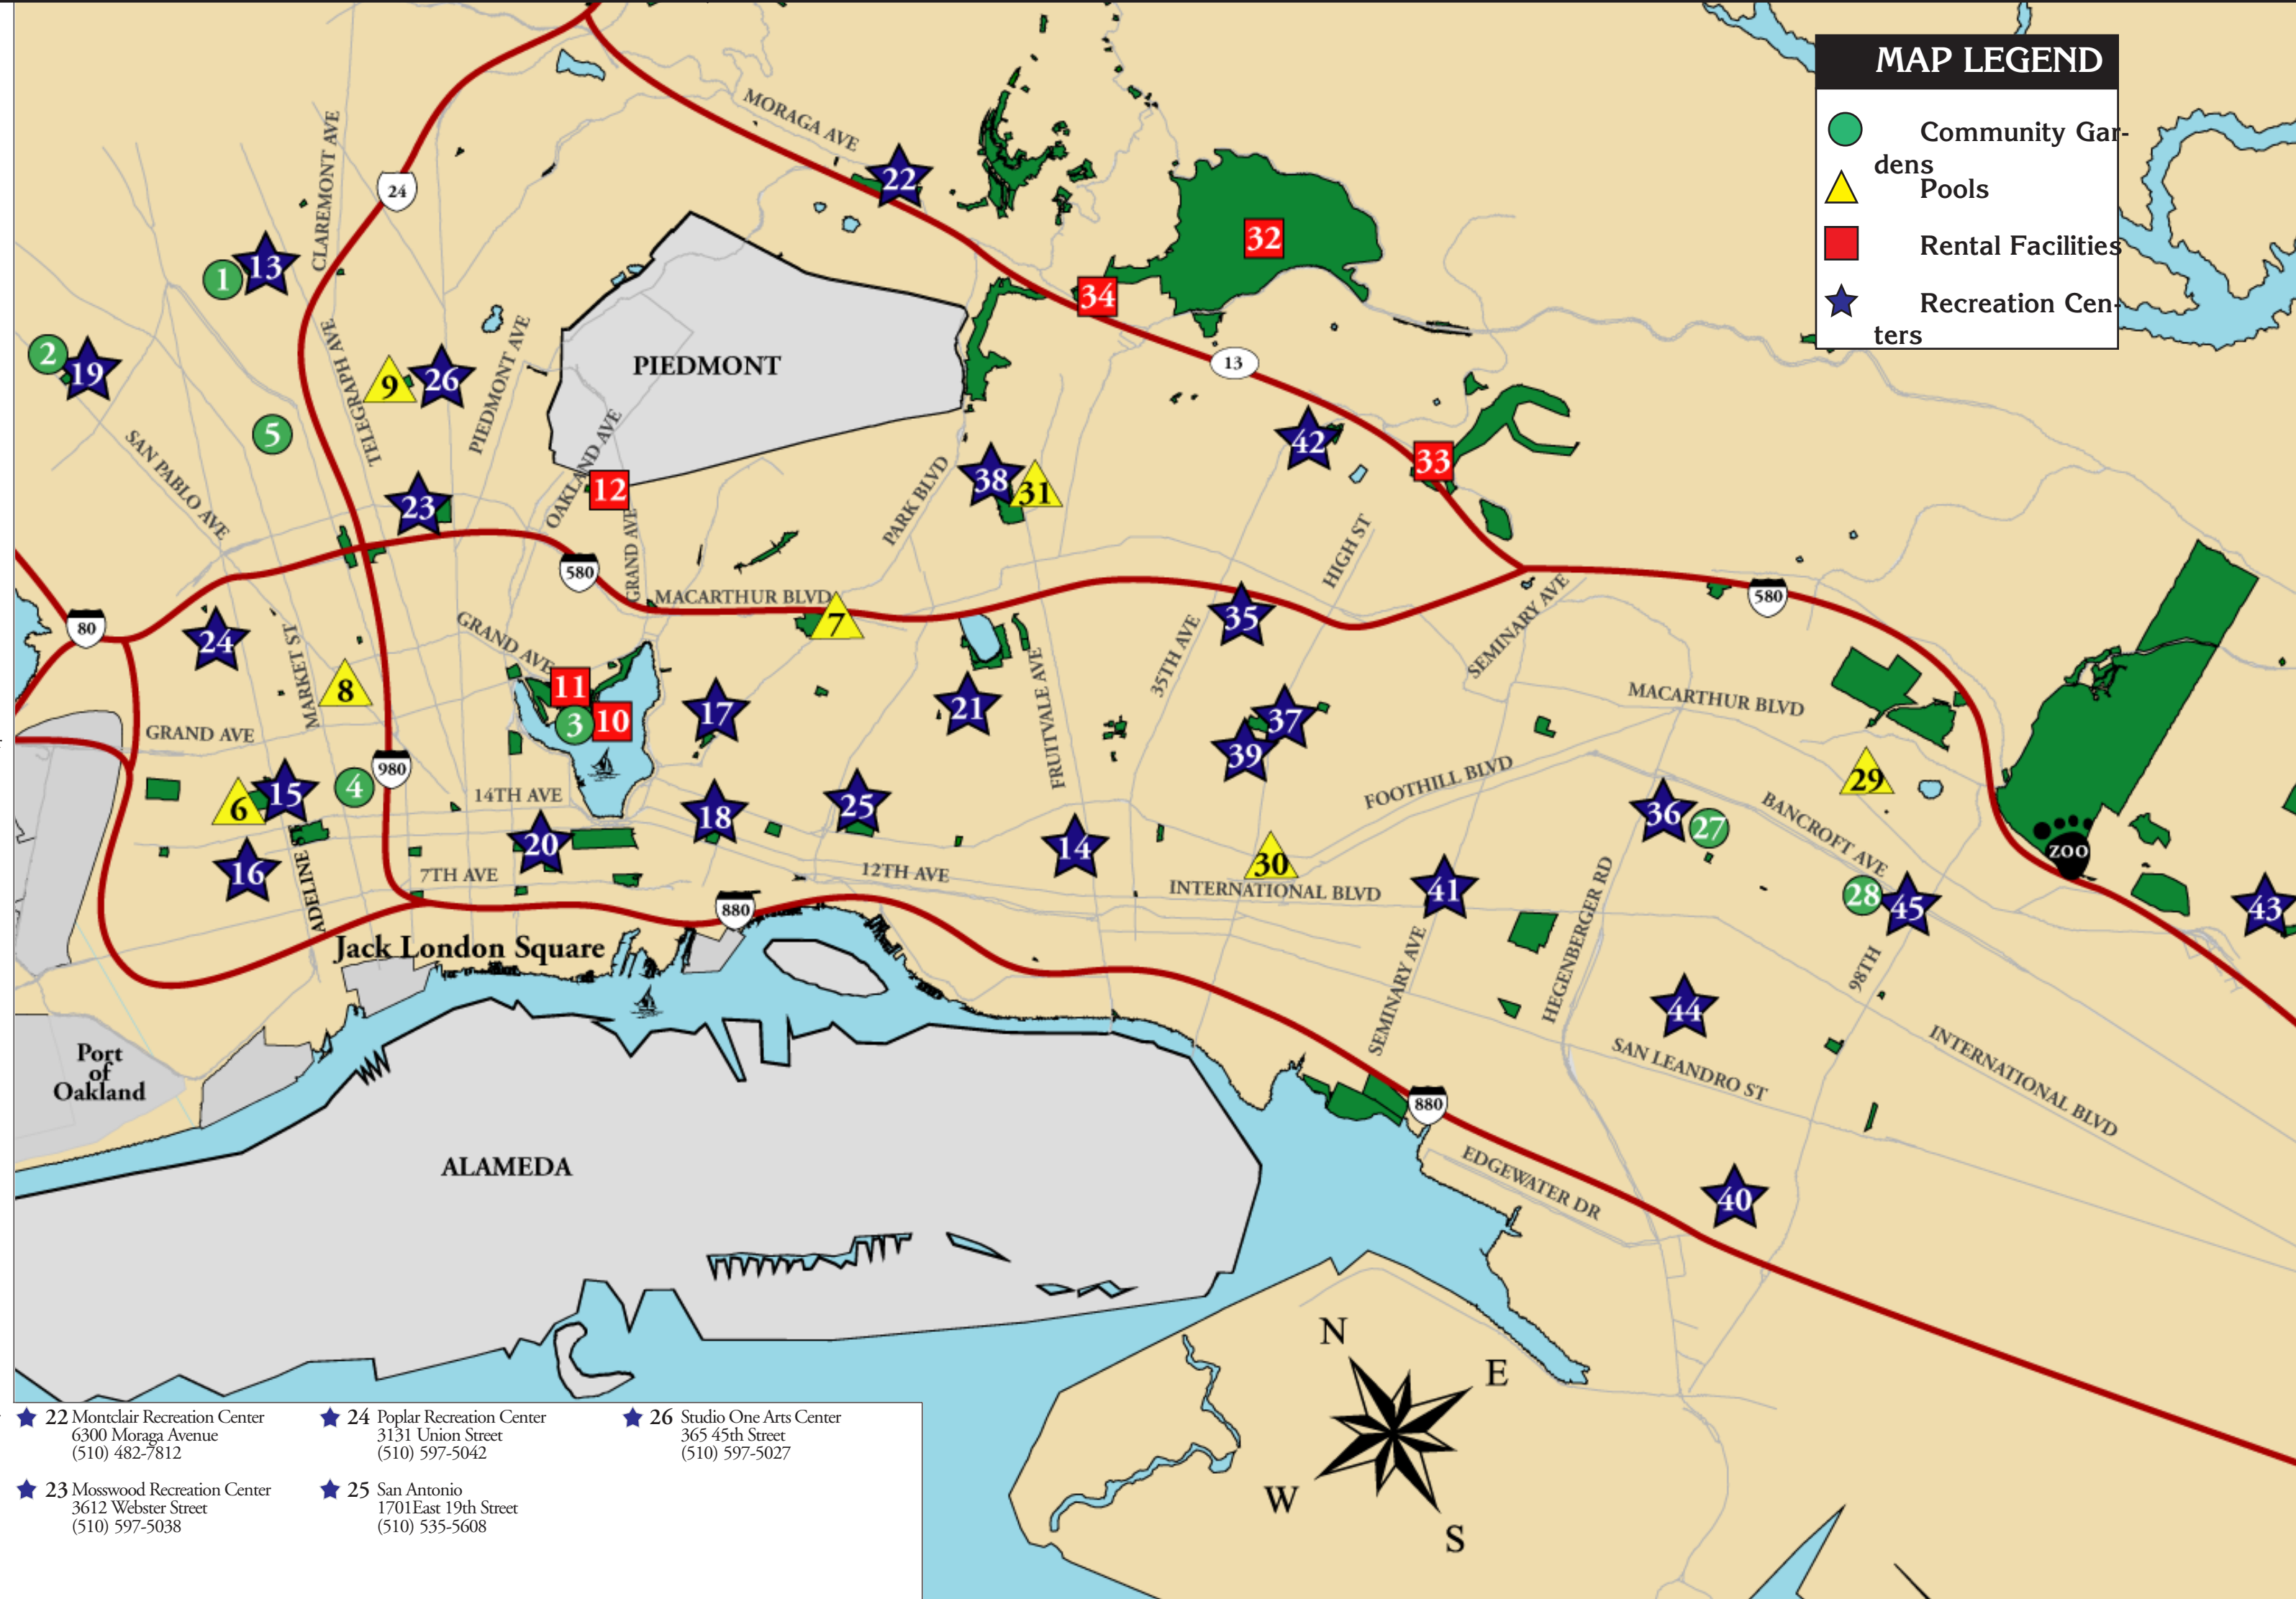 MAP LEGEND
Community Gar-
dens
Pools
Rental Facilities
Recreation Cen-
ters
MORAGA AVE
CLAREMONT AVE
24
22
32
13
1
34
2
19
TELEGRAPH AVE
9
26
PIEDMONT AVE
PIEDMONT
13
5
SAN PABLO AVE
OAKLAND AVE
42
33
23
12
PARK BLVD
38
31
GRAND AVE
HIGH ST
580
MACARTHUR BLVD
7
35
580
80
24
MARKET ST
GRAND AVE
8
11
3
10
17
21
FRUITVALE AVE
35TH AVE
37
39
SEMINARY AVE
MACARTHUR BLVD
GRAND AVE
980
6
15
4
14TH AVE
18
25
14
FOOTHILL BLVD
29
36
27
BANCROFT AVE
ZOO
16
ADELINE S
20
7TH AVE
12TH AVE
30
INTERNATIONAL BLVD
41
28
45
43
880
Jack London Square
SEMINARY AVE
HEGENBERGER RD
98TH
44
Port
of
Oakland
SAN LEANDRO ST
INTERNATIONAL BLVD
880
ALAMEDA
EDGEWATER DR
40
N
E
W
S
22 Montclair Recreation Center
6300 Moraga Avenue
(510) 482-7812
23 Mosswood Recreation Center
3612 Webster Street
(510) 597-5038
24 Poplar Recreation Center
3131 Union Street
(510) 597-5042
25 San Antonio
1701East 19th Street
(510) 535-5608
26 Studio One Arts Center
365 45th Street
(510) 597-5027